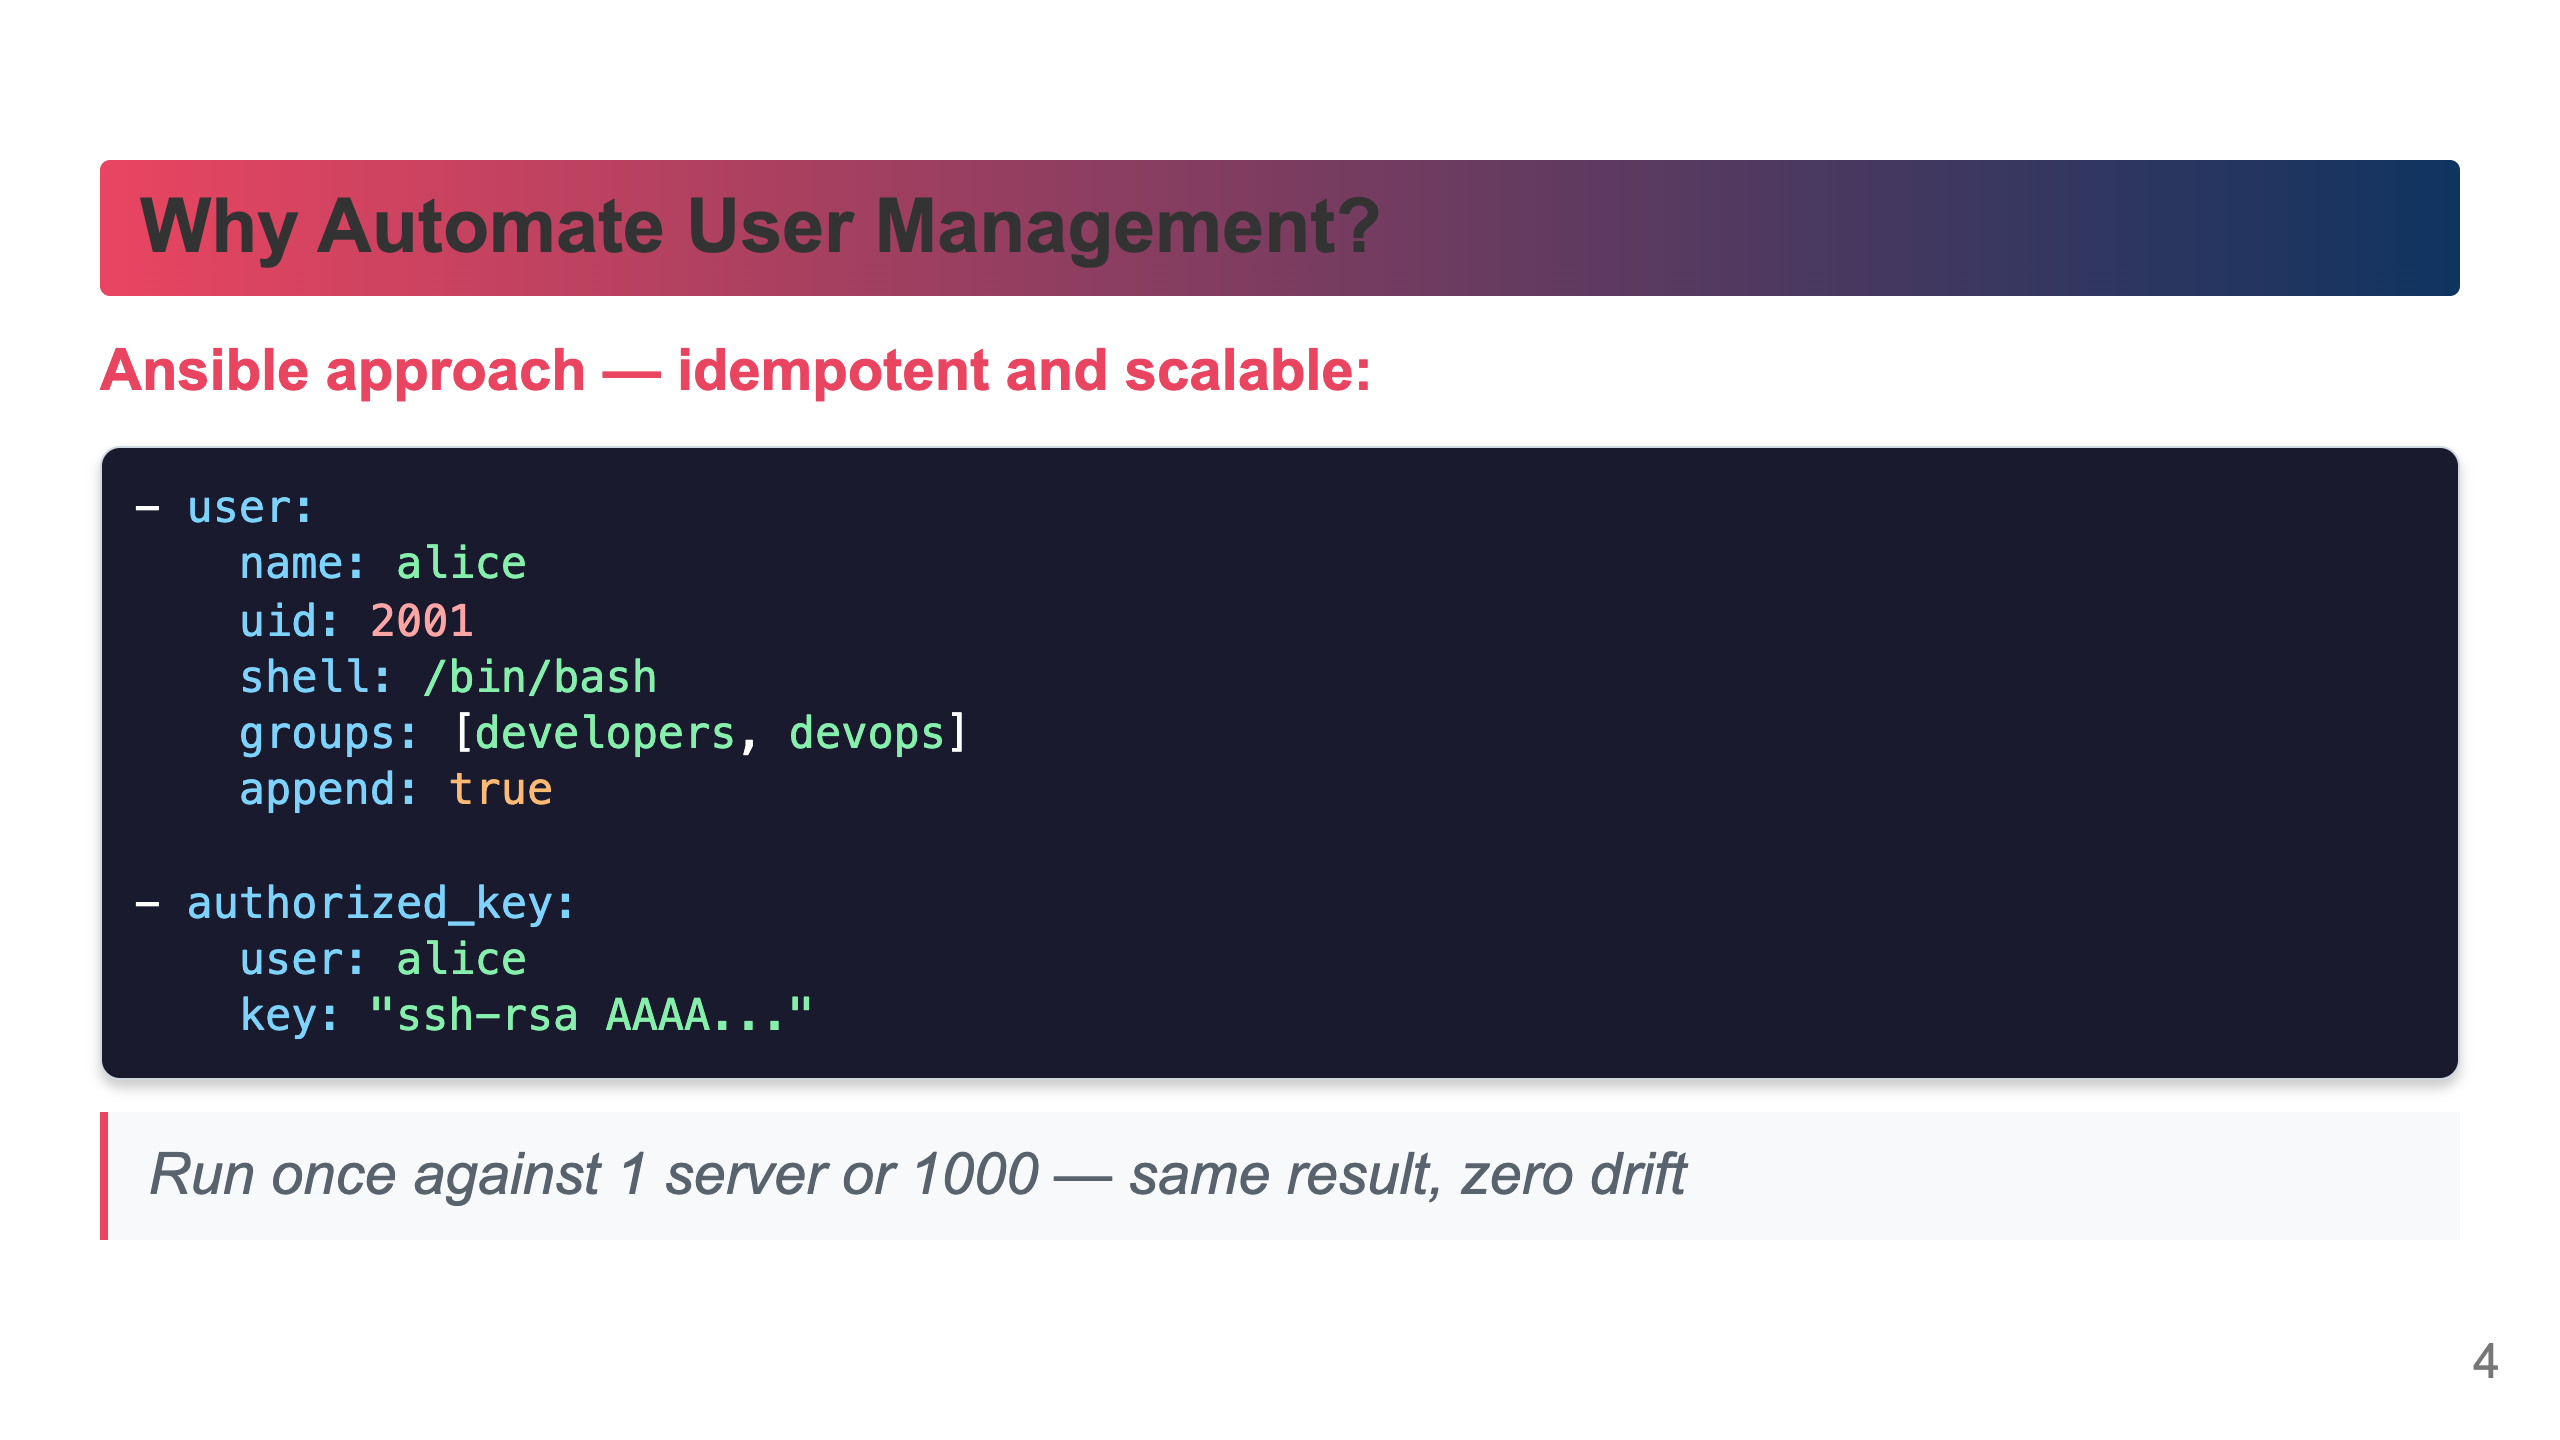 Why Automate User Management?
Ansible approach — idempotent and scalable:
- user:
    name: alice
    uid: 2001
    shell: /bin/bash
    groups: [developers, devops]
    append: true

- authorized_key:
    user: alice
    key: "ssh-rsa AAAA..."
Run once against 1 server or 1000 — same result, zero drift
4